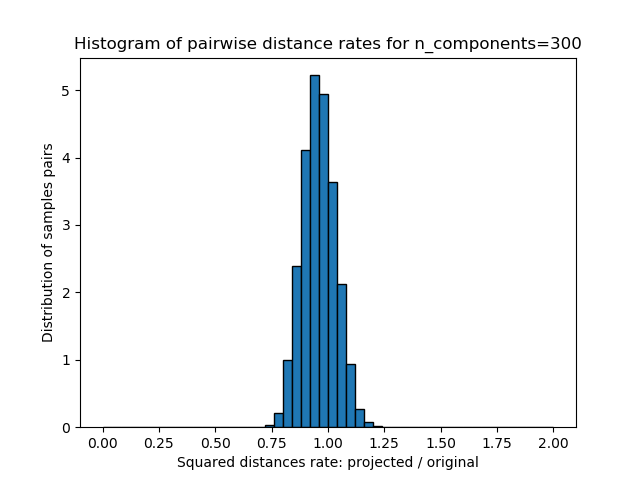 Histogram of pairwise distance rates for n_components=300
Distribution of samples pairs
5
4
3
2
1
0
0.00 0.25 0.50 0.75 1.00 1.25 1.50 1.75 2.00
Squared distances rate: projected / original